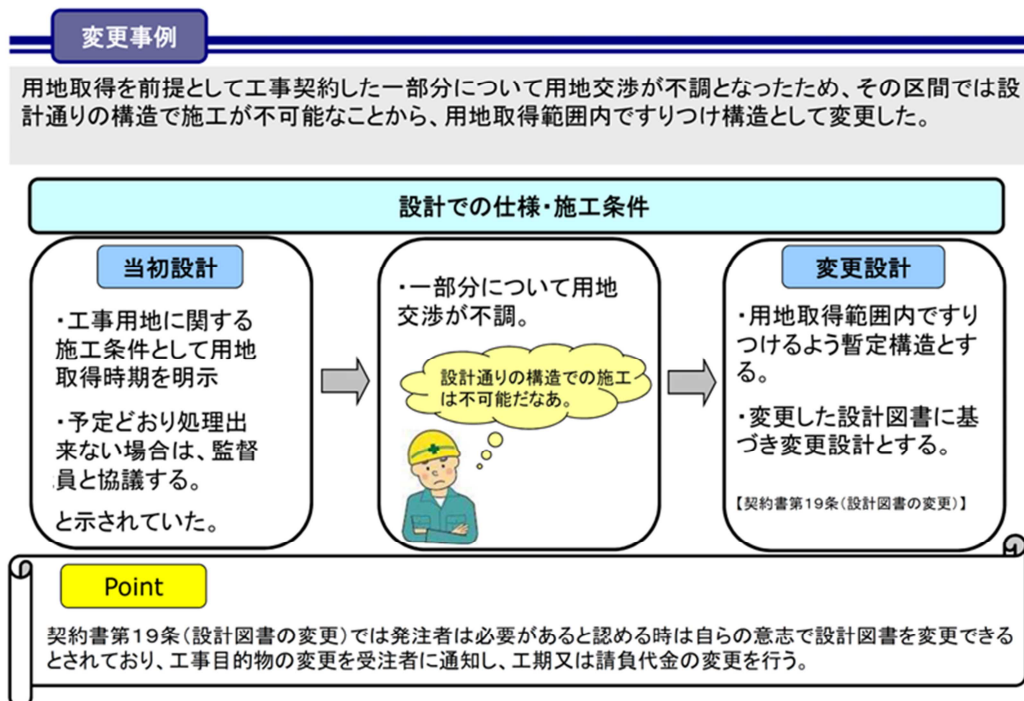 変更事例
用地取得を前提として工事契約した一部分について用地交渉が不調となったため、その区間では設
計通りの構造で施工が不可能なことから、用地取得範囲内ですりつけ構造として変更した。
設計での仕様・施工条件
当初設計
・工事用地に関する
施工条件として用地
取得時期を明示
・予定どおり処理出
来ない場合は、監督
員と協議する。
と示されていた。
・一部分について用地
交渉が不調。
設計通りの構造での施工
は不可能だなあ。
変更設計
・用地取得範囲内ですり
つけるよう暫定構造とす
る。
・変更した設計図書に基
づき変更設計とする。
【契約書第19条(設計図書の変更)】
Point
契約書第19条(設計図書の変更)では発注者は必要があると認める時は自らの意志で設計図書を変更できる
とされており、工事目的物の変更を受注者に通知し、工期又は請負代金の変更を行う。